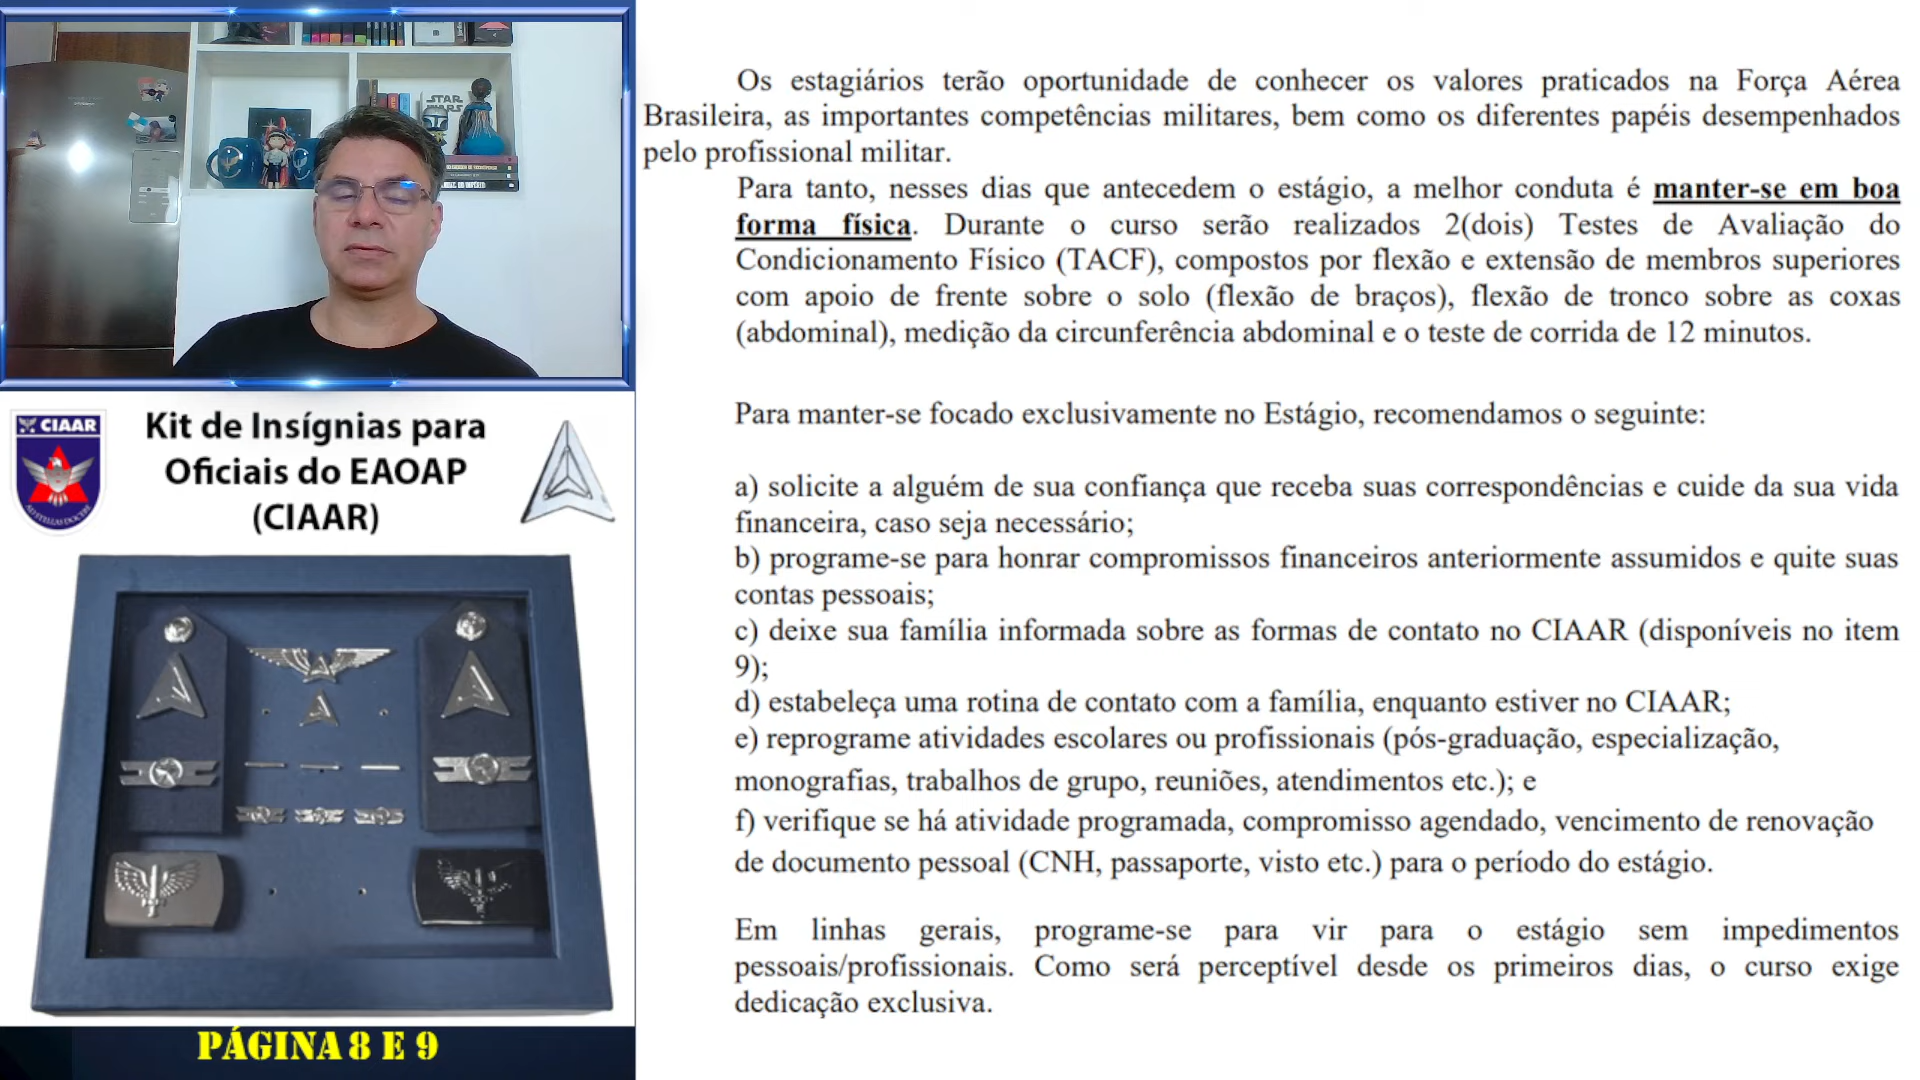 STAR
WARS
CIAAR
Kit de Insígnias para
Oficiais do EAOAP
(CIAAR)
PÁGINA 8 E 9
Os estagiários terão oportunidade de conhecer os valores praticados na Força Aérea
Brasileira, as importantes competências militares, bem como os diferentes papéis desempenhados
pelo profissional militar.
Para tanto, nesses dias que antecedem o estágio, a melhor conduta é manter-se em boa
forma física. Durante o curso serão realizados 2(dois) Testes de Avaliação do
Condicionamento Físico (TACF), compostos por flexão e extensão de membros superiores
com apoio de frente sobre o solo (flexão de braços), flexão de tronco sobre as coxas
(abdominal), medição da circunferência abdominal e o teste de corrida de 12 minutos.
Para manter-se focado exclusivamente no Estágio, recomendamos o seguinte:
a) solicite a alguém de sua confiança que receba suas correspondências e cuide da sua vida
financeira, caso seja necessário;
b) programe-se para honrar compromissos financeiros anteriormente assumidos e quite suas
contas pessoais;
c) deixe sua família informada sobre as formas de contato no CIAAR (disponíveis no item
9);
d) estabeleça uma rotina de contato com a família, enquanto estiver no CIAAR;
e) reprograme atividades escolares ou profissionais (pós-graduação, especialização,
monografias, trabalhos de grupo, reuniões, atendimentos etc.); e
f) verifique se há atividade programada, compromisso agendado, vencimento de renovação
de documento pessoal (CNH, passaporte, visto etc.) para o período do estágio.
Em linhas gerais, programe-se para vir para o estágio sem impedimentos
pessoais/profissionais. Como será perceptível desde os primeiros dias, o curso exige
dedicação exclusiva.